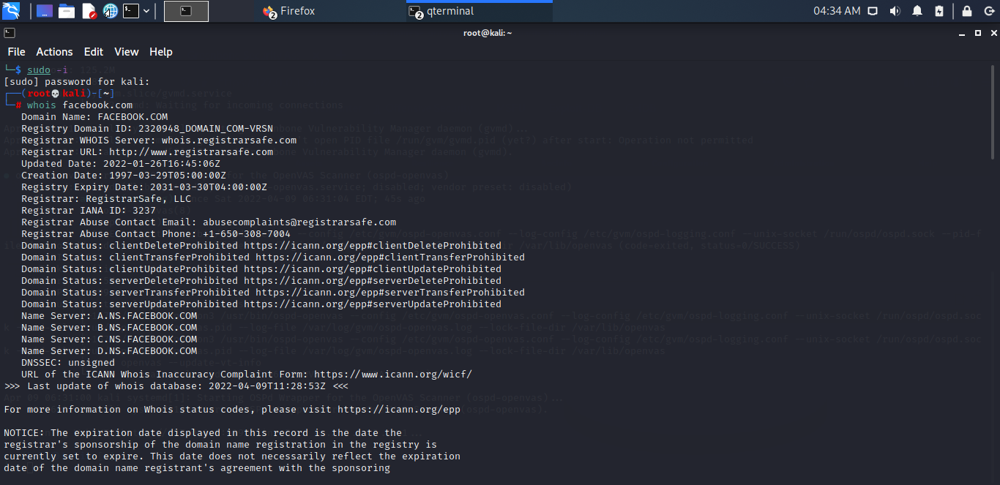 Firefox
2
qterminal
2
04:34 AM
root@kali: ~
File Actions Edit View Help
└─$ sudo -i
[sudo] password for kali:
┌──(root💀kali)-[~]
└─# whois facebook.com
Domain Name: FACEBOOK.COM
Registry Domain ID: 2320948_DOMAIN_COM-VRSN
Registrar WHOIS Server: whois.registrarsafe.com
Registrar URL: http://www.registrarsafe.com
Updated Date: 2022-01-26T16:45:06Z
Creation Date: 1997-03-29T05:00:00Z
Registry Expiry Date: 2031-03-30T04:00:00Z
Registrar: RegistrarSafe, LLC
Registrar IANA ID: 3237
Registrar Abuse Contact Email: abusecomplaints@registrarsafe.com
Registrar Abuse Contact Phone: +1-650-308-7004
Domain Status: clientDeleteProhibited https://icann.org/epp#clientDeleteProhibited
Domain Status: clientTransferProhibited https://icann.org/epp#clientTransferProhibited
Domain Status: clientUpdateProhibited https://icann.org/epp#clientUpdateProhibited
Domain Status: serverDeleteProhibited https://icann.org/epp#serverDeleteProhibited
Domain Status: serverTransferProhibited https://icann.org/epp#serverTransferProhibited
Domain Status: serverUpdateProhibited https://icann.org/epp#serverUpdateProhibited
Name Server: A.NS.FACEBOOK.COM
Name Server: B.NS.FACEBOOK.COM
Name Server: C.NS.FACEBOOK.COM
Name Server: D.NS.FACEBOOK.COM
DNSSEC: unsigned
URL of the ICANN Whois Inaccuracy Complaint Form: https://www.icann.org/wicf/
>>> Last update of whois database: 2022-04-09T11:28:53Z <<<
For more information on Whois status codes, please visit https://icann.org/epp
NOTICE: The expiration date displayed in this record is the date the
registrar's sponsorship of the domain name registration in the registry is
currently set to expire. This date does not necessarily reflect the expiration
date of the domain name registrant's agreement with the sponsoring